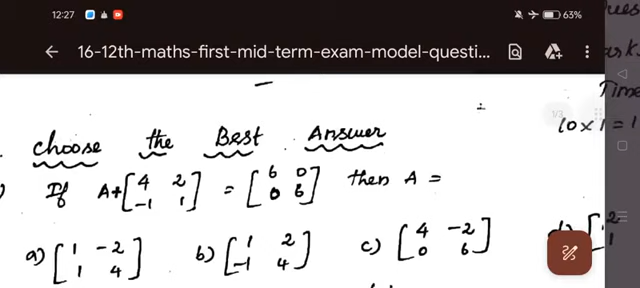 12:27 63%
16-12th-maths-first-mid-term-exam-model-questi...
Time
1/3
10 x 1 = 1
Choose the Best Answer
If A+[4 2; -1 1] = [6 0; 0 6] then A =
a) [1 -2; 1 4] b) [1 2; -1 4] c) [4 -2; 0 6] d) [